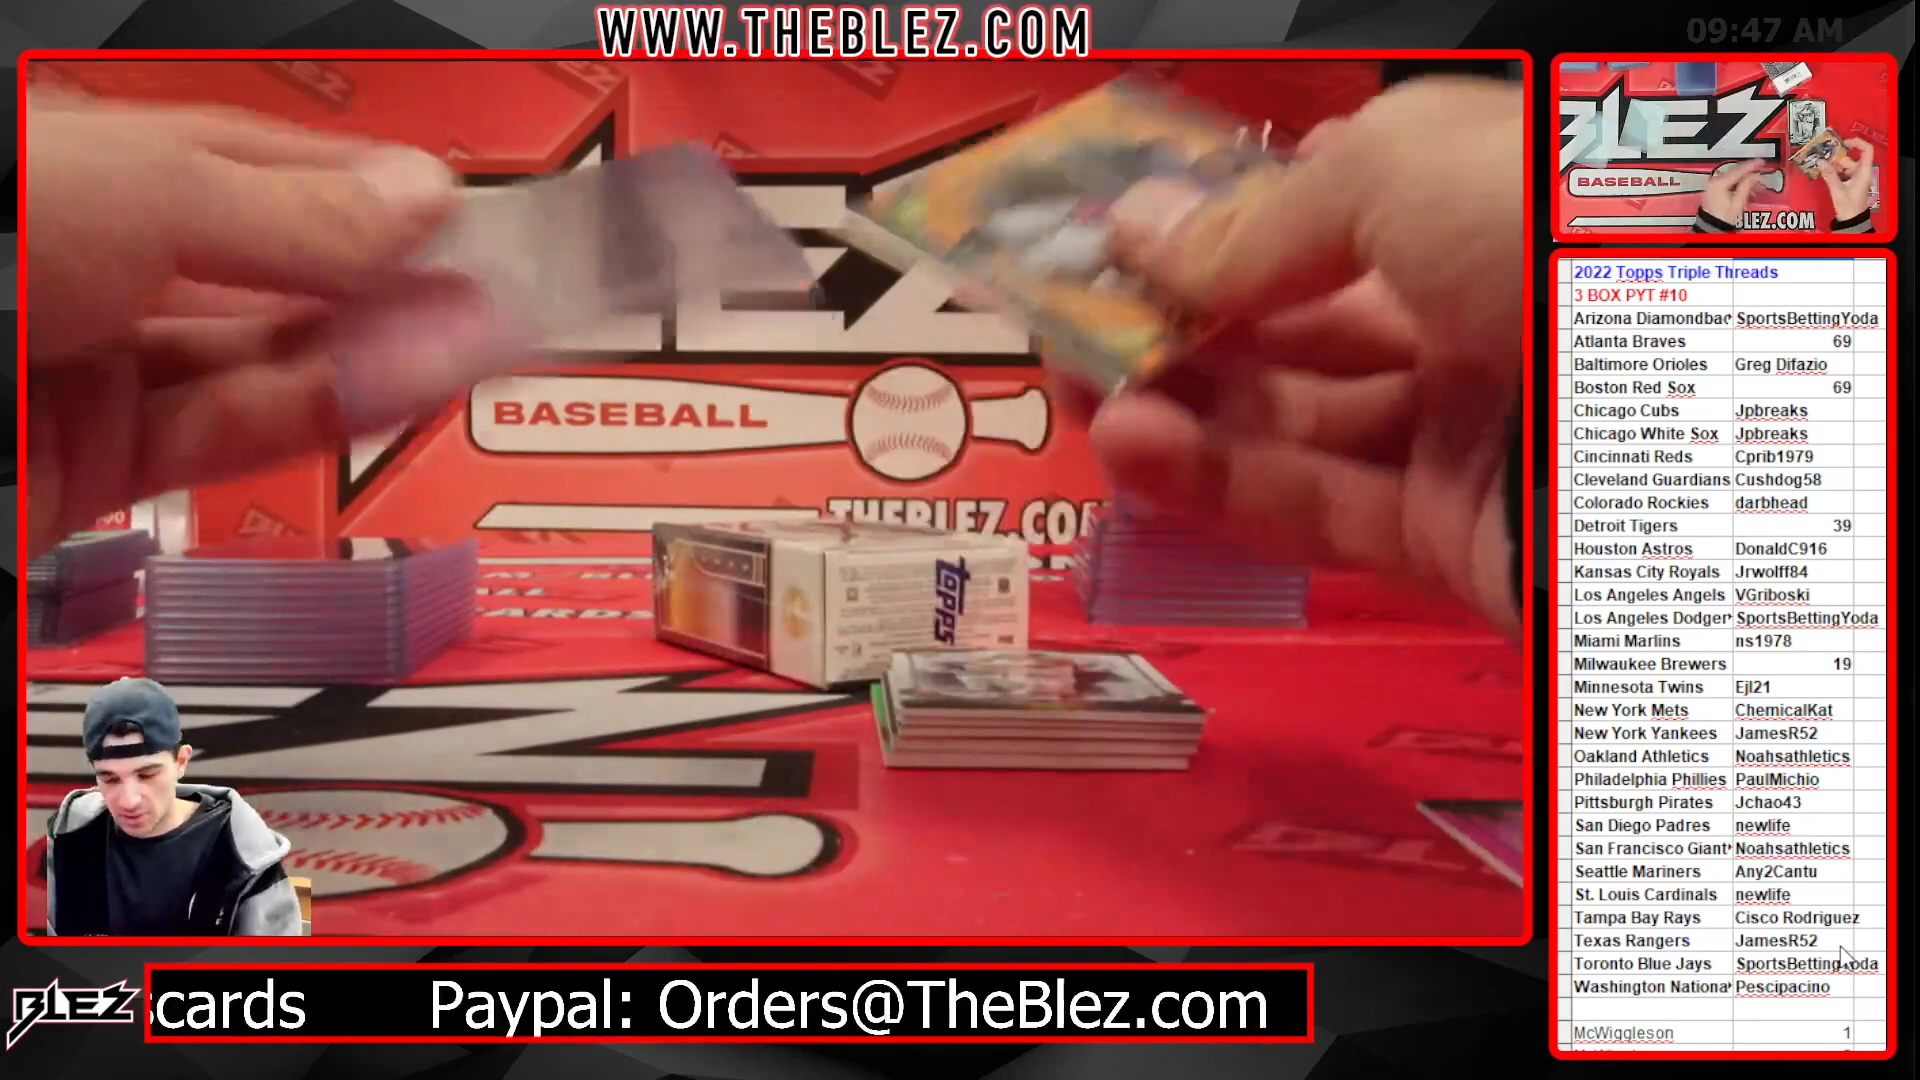 WWW.THEBLEZ.COM
09:47 AM
BASEBALL
THEBLEZ.COM
TOPPS
BLEZ
BASEBALL
BLEZ.COM
2022 Topps Triple Threads
3 BOX PYT #10
Arizona Diamondbac SportsBettingYoda
Atlanta Braves 69
Baltimore Orioles Greg Difazio
Boston Red Sox 69
Chicago Cubs Jpbreaks
Chicago White Sox Jpbreaks
Cincinnati Reds Cprib1979
Cleveland Guardians Cushdog58
Colorado Rockies darbhead
Detroit Tigers 39
Houston Astros DonaldC916
Kansas City Royals Jrwolff84
Los Angeles Angels VGriboski
Los Angeles Dodger SportsBettingYoda
Miami Marlins ns1978
Milwaukee Brewers 19
Minnesota Twins Ejl21
New York Mets ChemicalKat
New York Yankees JamesR52
Oakland Athletics Noahsathletics
Philadelphia Phillies PaulMichio
Pittsburgh Pirates Jchao43
San Diego Padres newlife
San Francisco Giant Noahsathletics
Seattle Mariners Any2Cantu
St. Louis Cardinals newlife
Tampa Bay Rays Cisco Rodriguez
Texas Rangers JamesR52
Toronto Blue Jays SportsBettingYoda
Washington Nationa Pescipacino
McWiggleson 1
BLEZ
scards Paypal: Orders@TheBlez.com